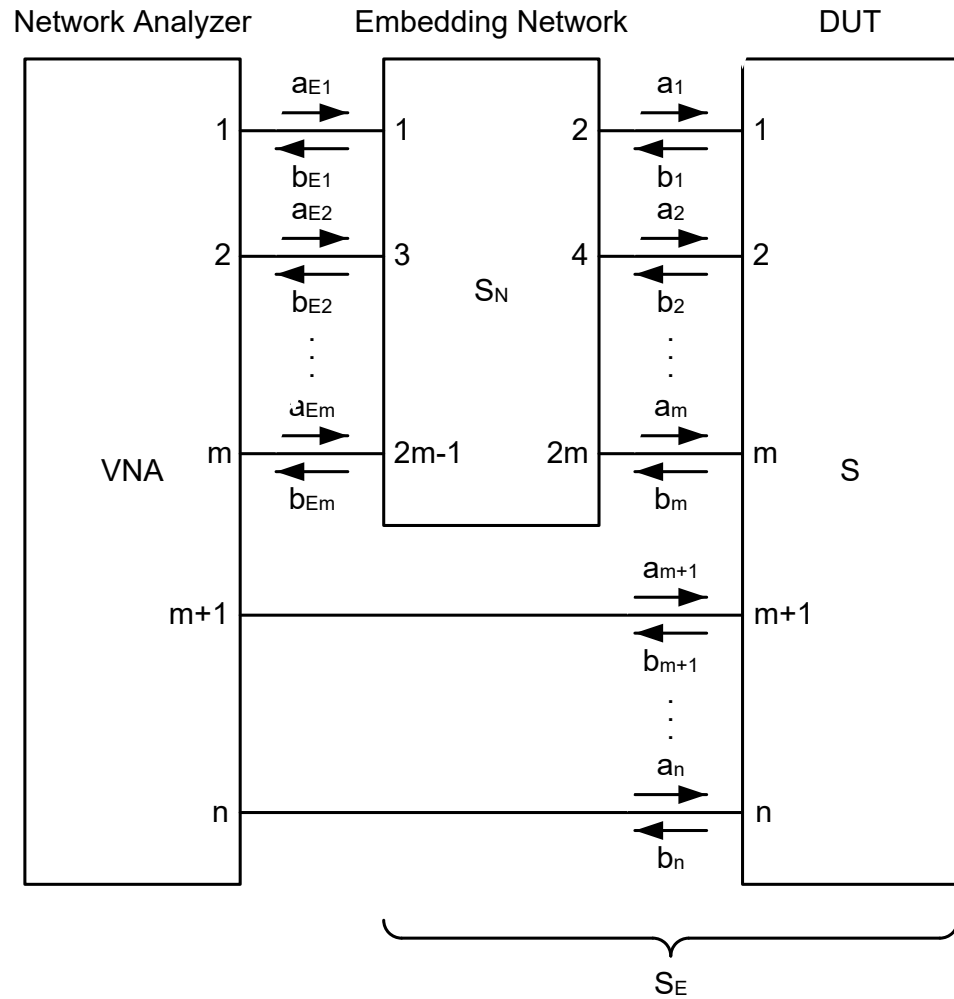 Network Analyzer Embedding Network DUT
aE1 a1
1 1 2 1
bE1 b1
aE2 a2
2 3 4 2
bE2 SN b2
aEm am
m 2m-1 2m m
VNA S
bEm bm
am+1
m+1 m+1
bm+1
an
n n
bn
SE